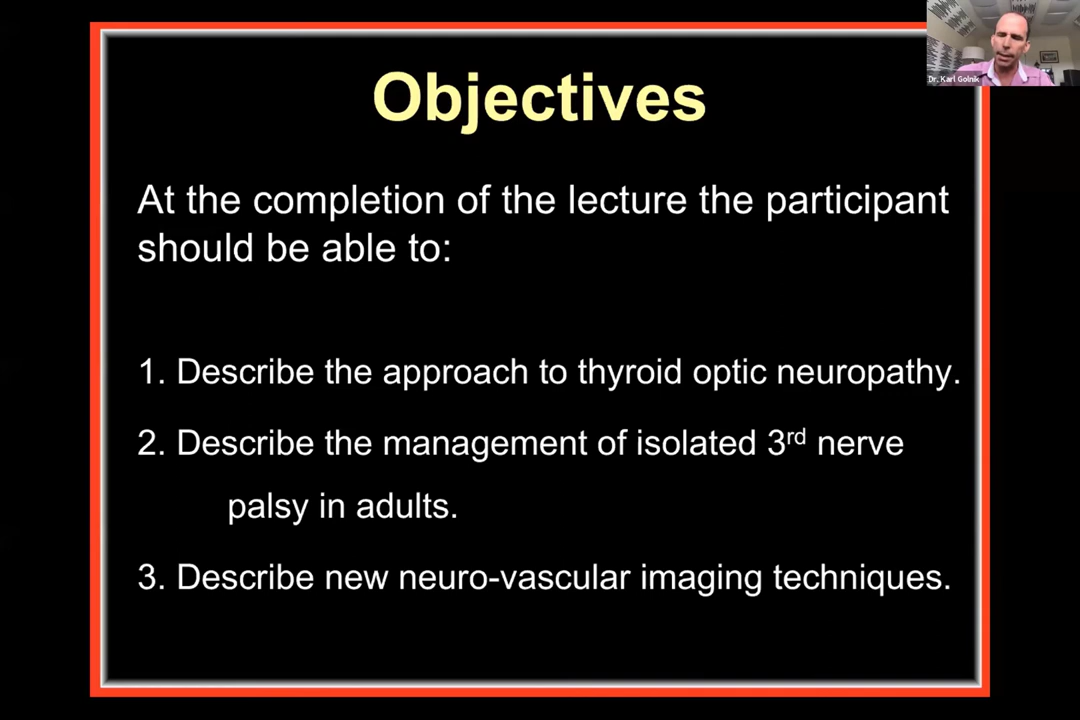 Objectives
Dr. Karl Golnik
At the completion of the lecture the participant
should be able to:
1. Describe the approach to thyroid optic neuropathy.
2. Describe the management of isolated 3rd nerve
palsy in adults.
3. Describe new neuro-vascular imaging techniques.